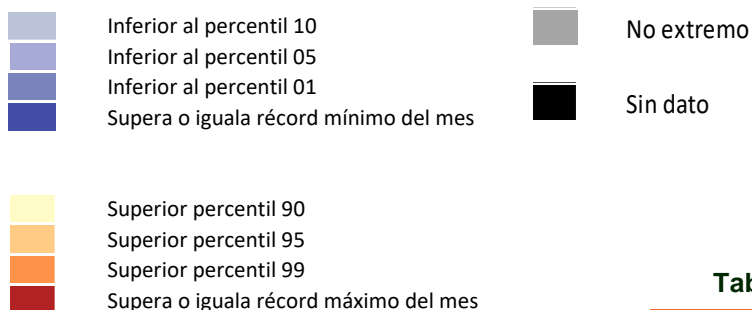 Inferior al percentil 10
Inferior al percentil 05
Inferior al percentil 01
Supera o iguala récord mínimo del mes
No extremo
Sin dato
Superior percentil 90
Superior percentil 95
Superior percentil 99
Supera o iguala récord máximo del mes
Tab